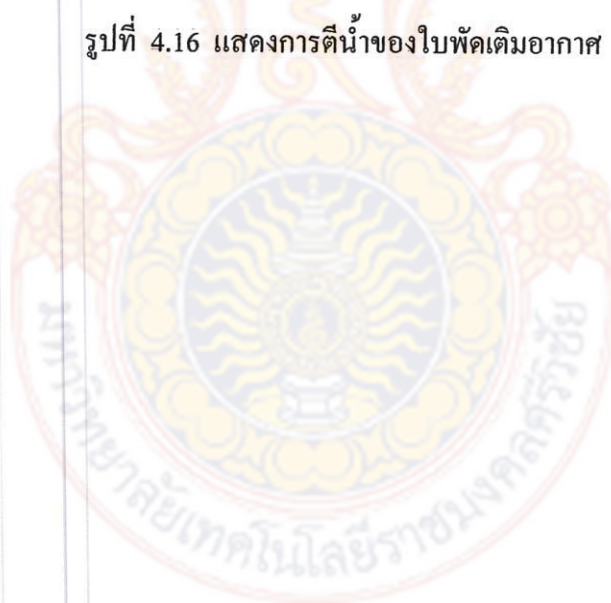 รูปที่ 4.16 แสดงการตีน้ำของใบพัดเติมอากาศ
มหาวิทยาลัยเทคโนโลยีราชมงคลศรีวิชัย